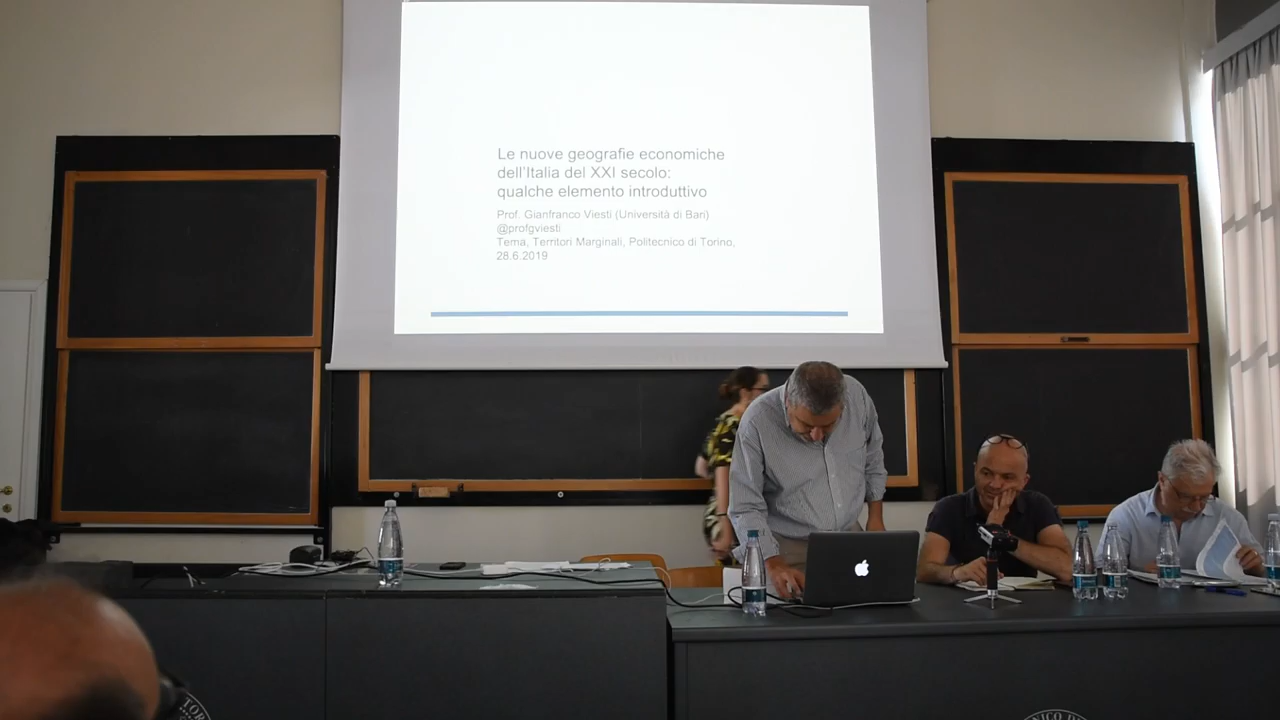 Le nuove geografie economiche
dell'Italia del XXI secolo:
qualche elemento introduttivo
Prof. Gianfranco Viesti (Università di Bari)
@profgviesti
Tema, Territori Marginali, Politecnico di Torino,
28.6.2019